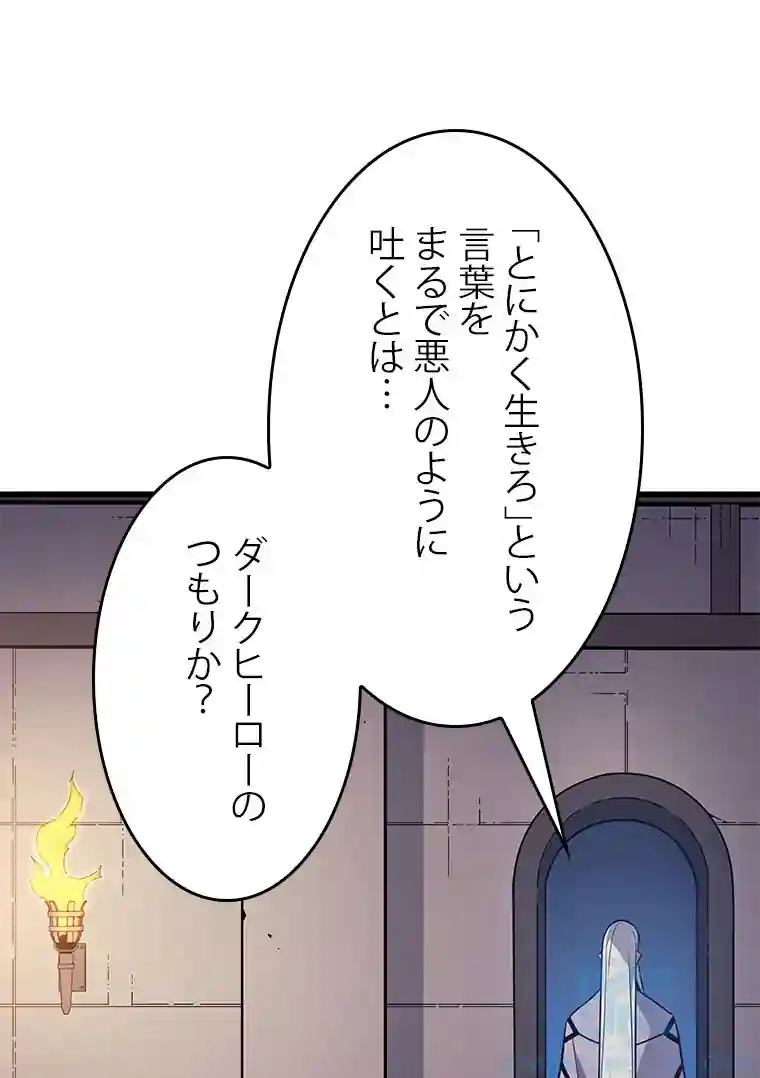 「とにかく生きろ」という
言葉を
まるで悪人のように
吐くとは…
ダークヒーローの
つもりか？